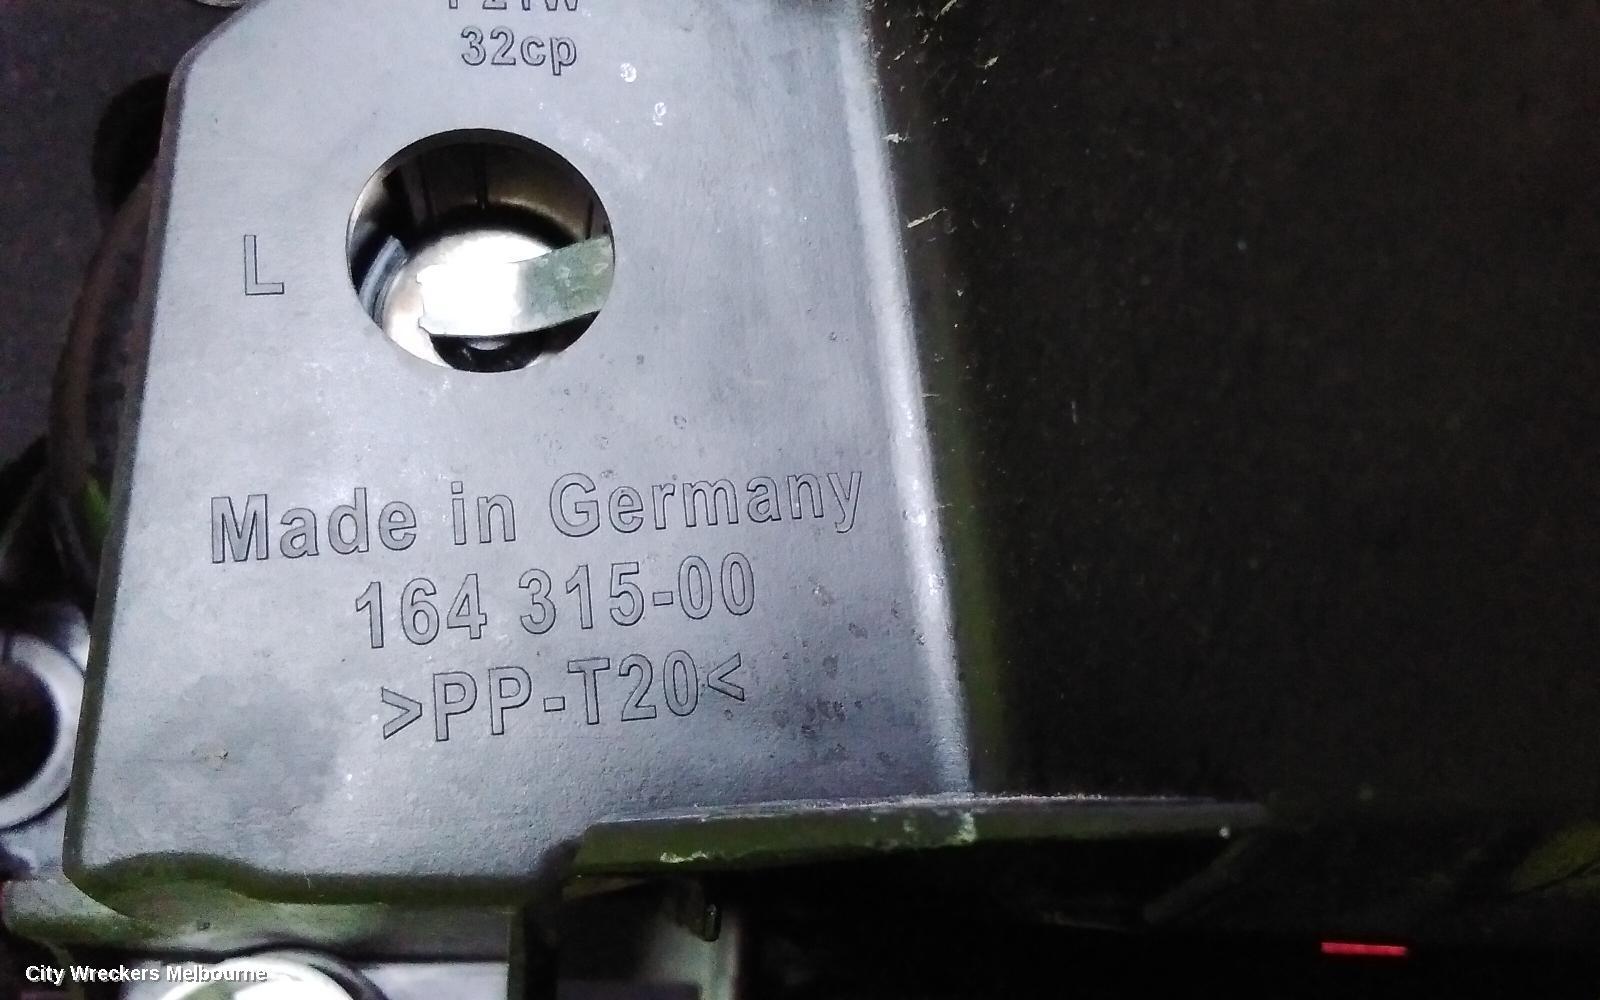 32cp
L
Made in Germany
164 315-00
>PP-T20<
City Wreckers Melbourne